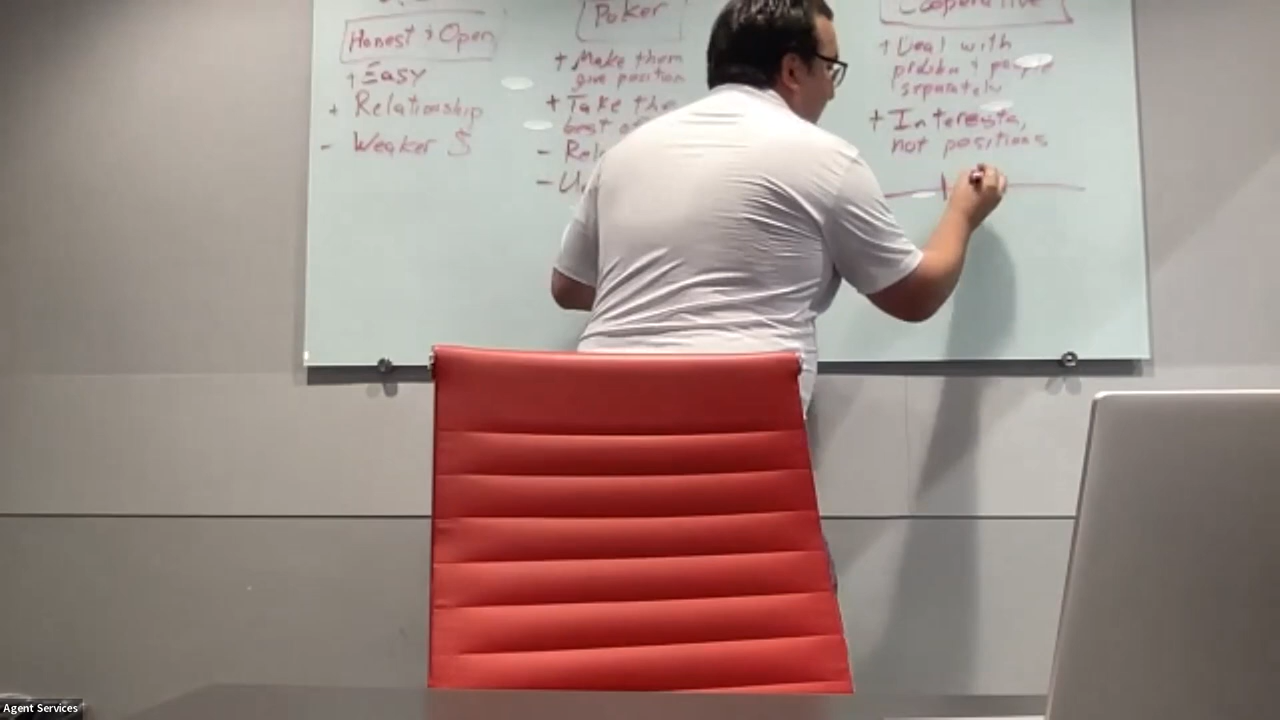 Honest & Open
+ Easy
+ Relationship
- Weaker $
Poker
+ Make them
give position
+ Take the
best of
- Rel
- U
Cooperative
+ Deal with
problem & people
separately
+ Interests,
not positions
Agent Services